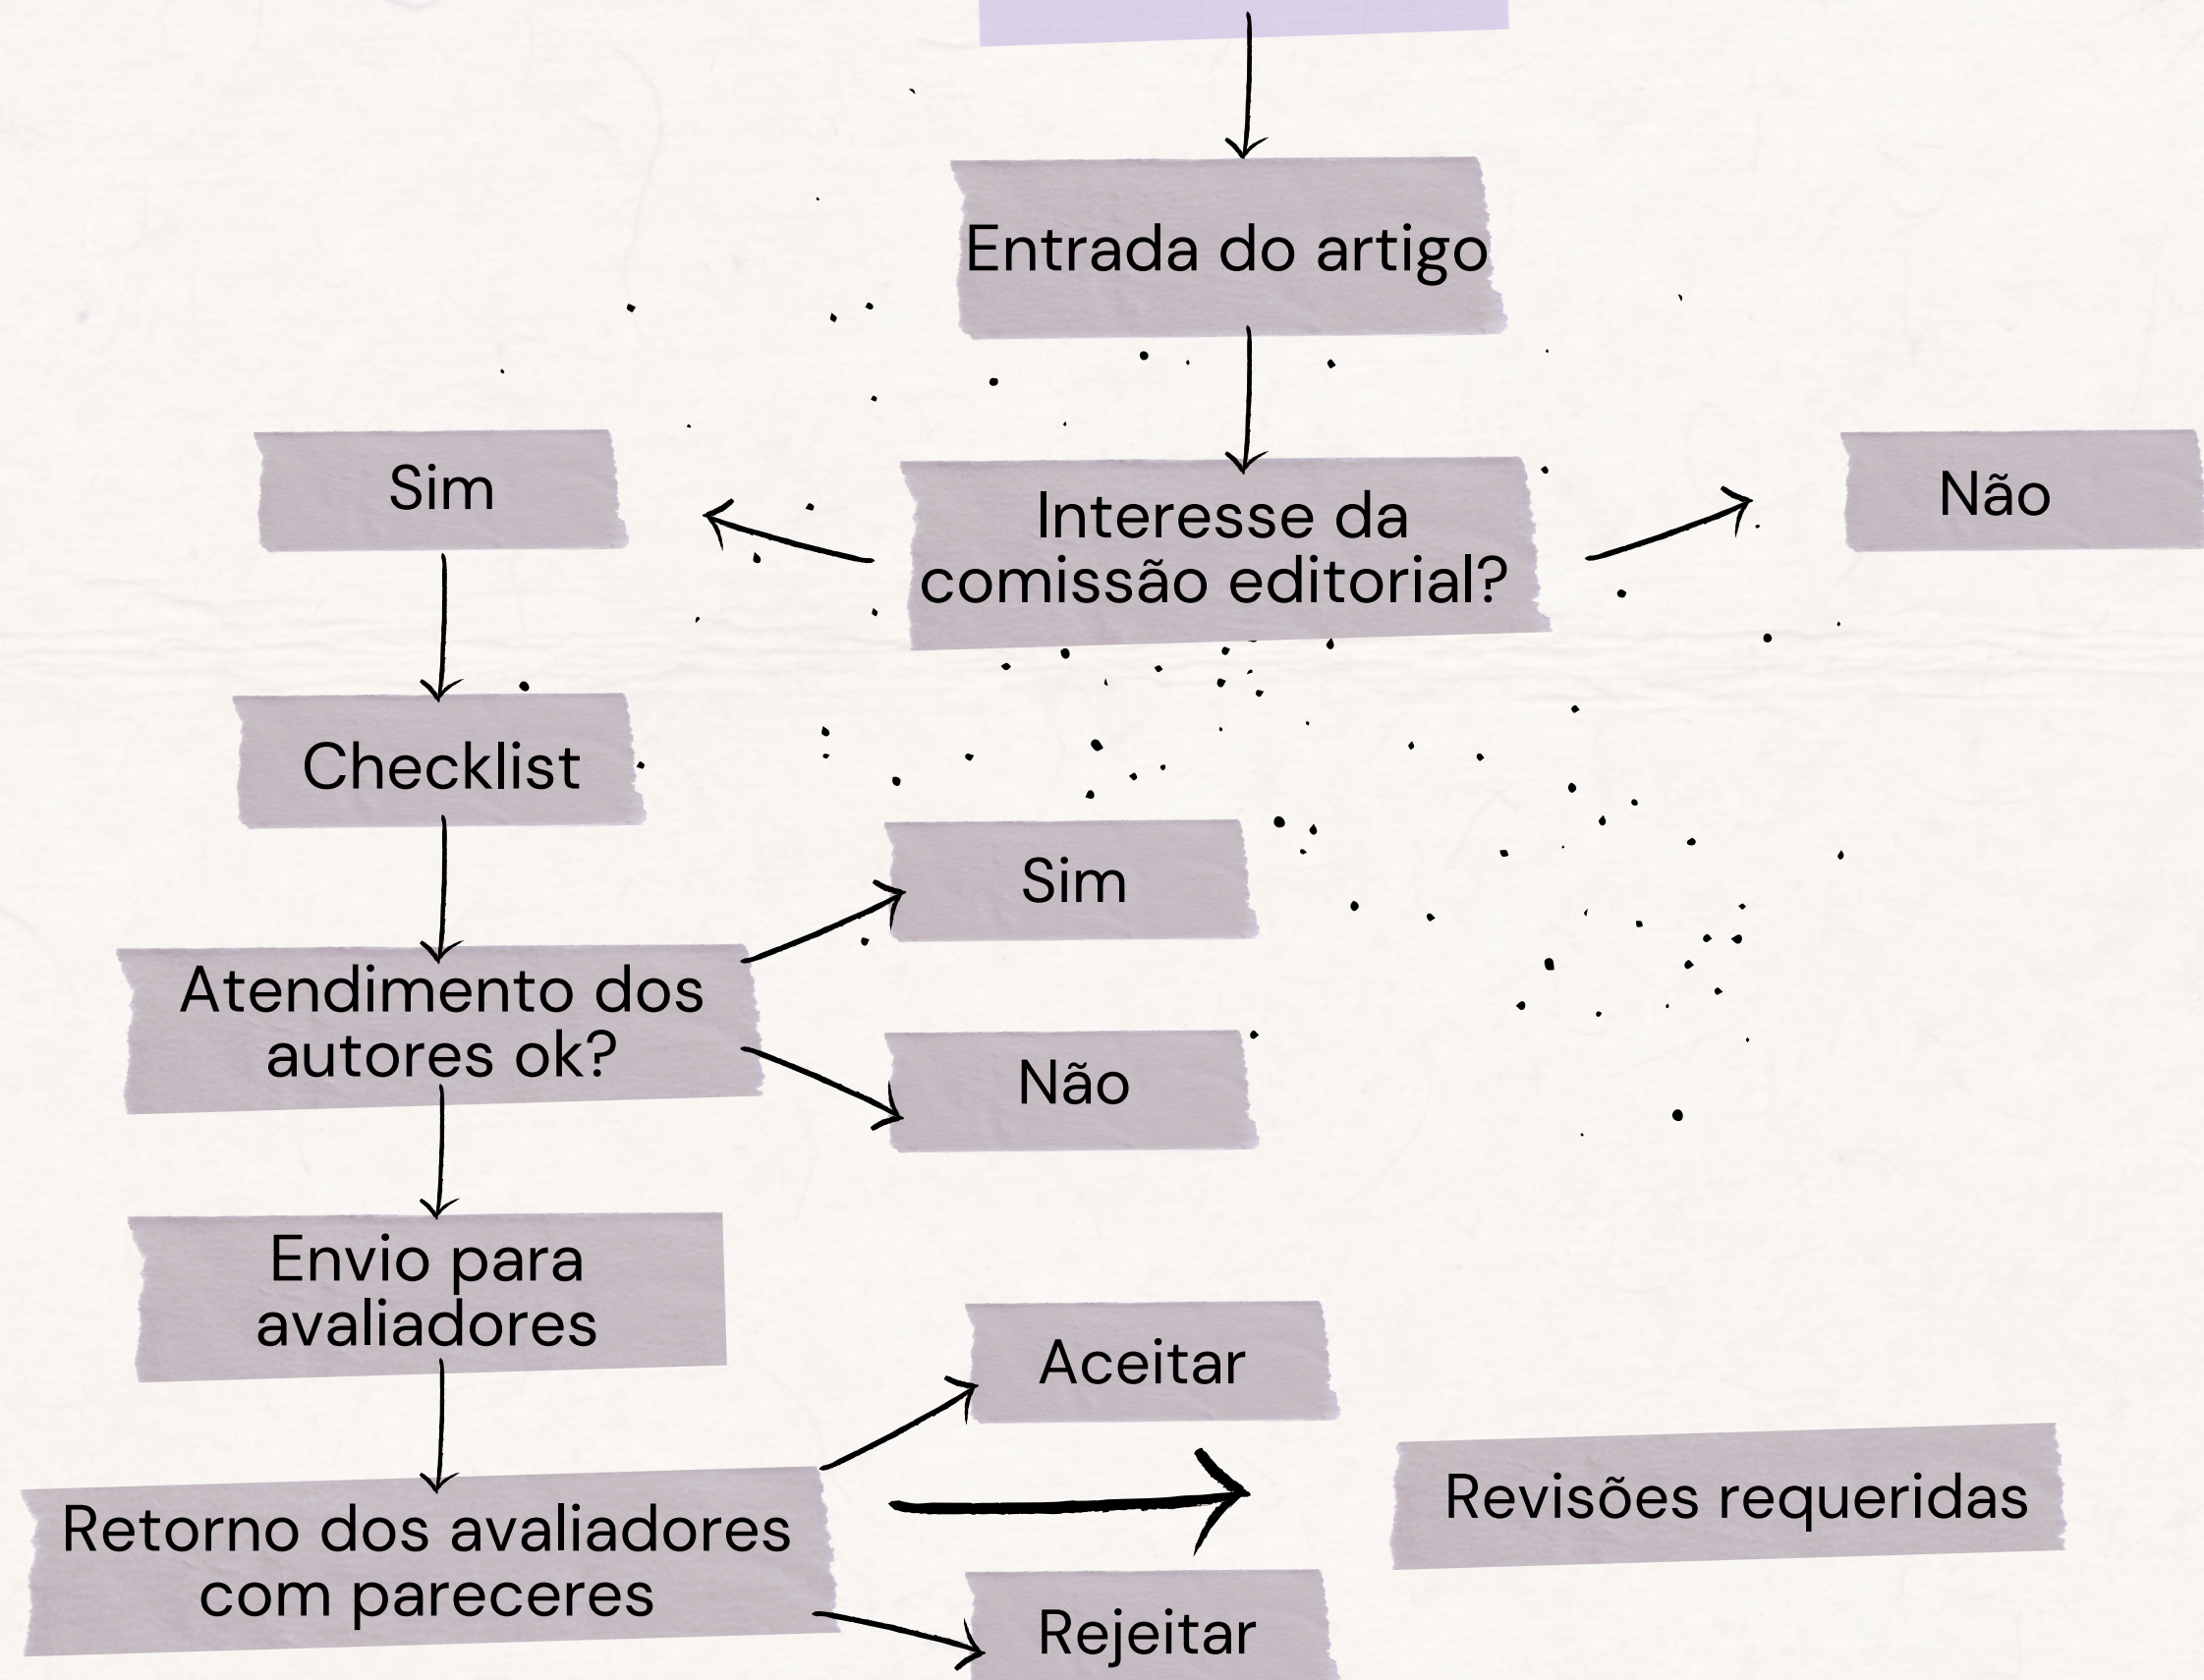 Entrada do artigo
Interesse da
comissão editorial?
Sim
Não
Checklist
Atendimento dos
autores ok?
Sim
Não
Envio para
avaliadores
Retorno dos avaliadores
com pareceres
Aceitar
Revisões requeridas
Rejeitar